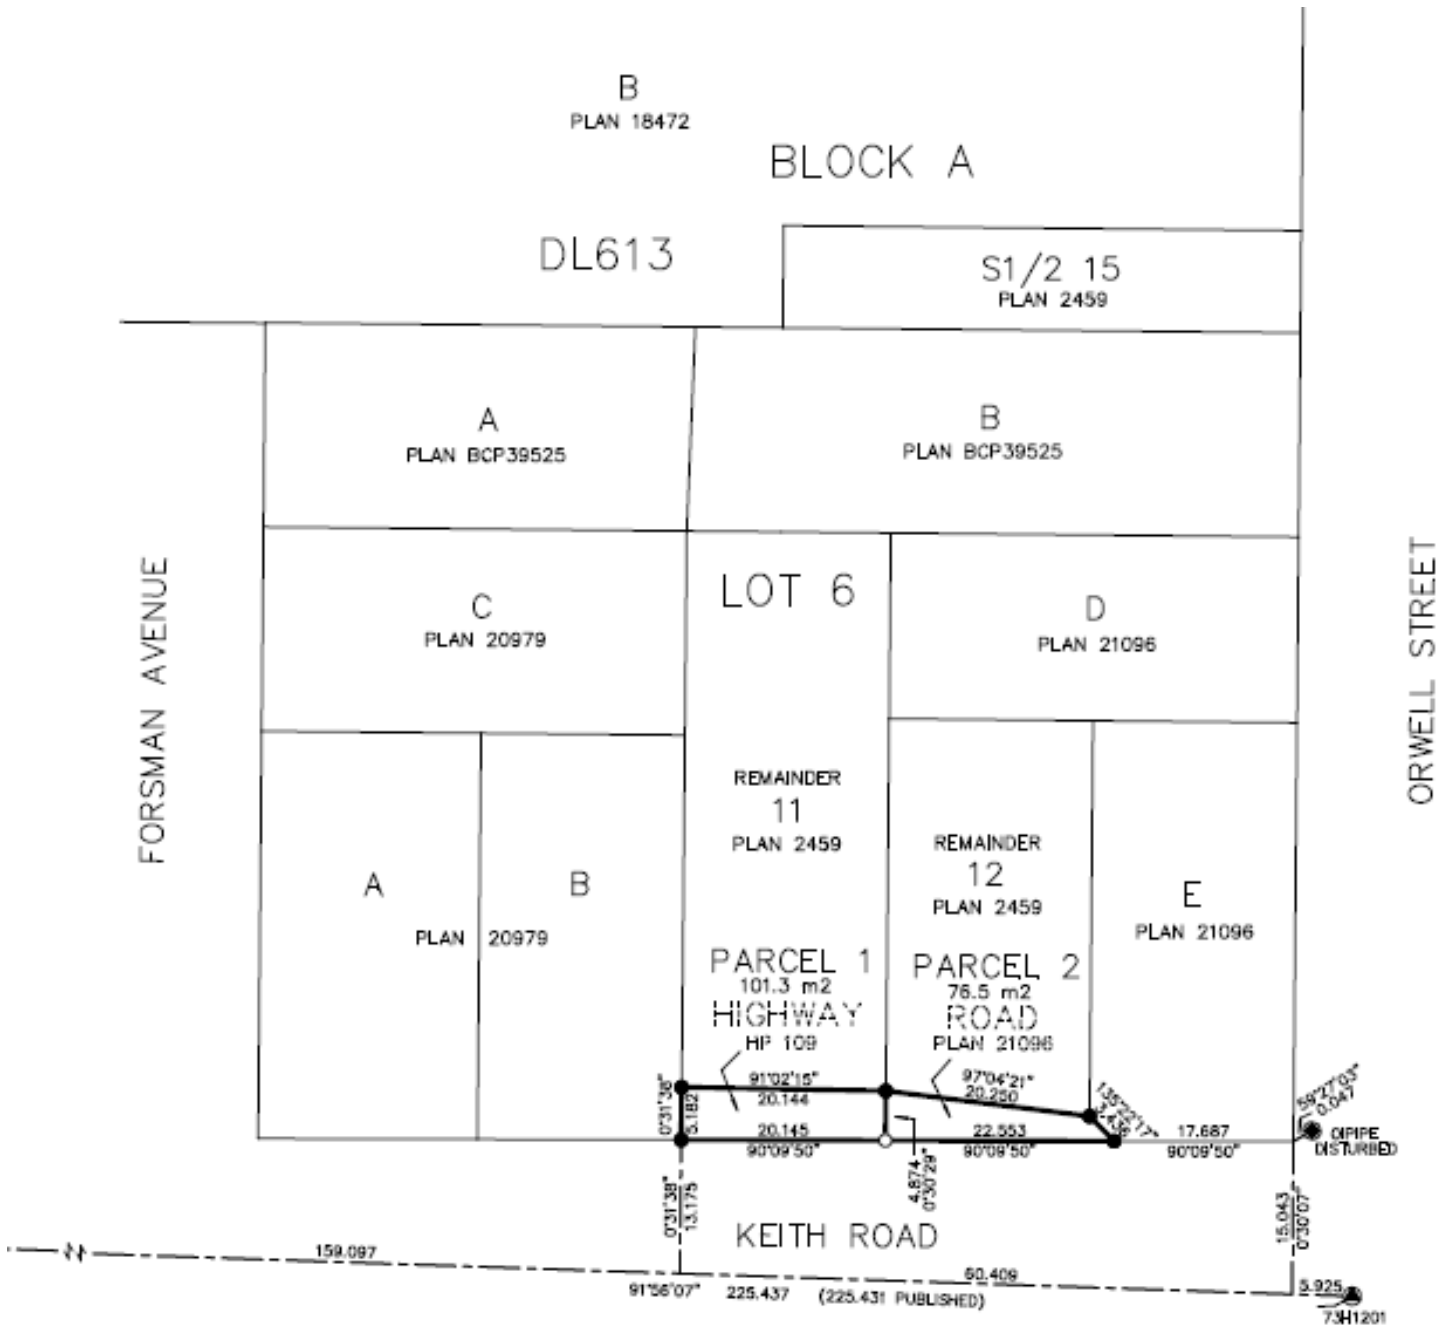 B
PLAN 18472
BLOCK A
DL613
S1/2 15
PLAN 2459
A
PLAN BCP39525
B
PLAN BCP39525
FORSMAN AVENUE
C
PLAN 20979
LOT 6
D
PLAN 21096
ORWELL STREET
REMAINDER
11
PLAN 2459
REMAINDER
12
PLAN 2459
A
B
PLAN 20979
E
PLAN 21096
PARCEL 1
101.3 m2
HIGHWAY
HP 109
PARCEL 2
76.5 m2
ROAD
PLAN 21096
0°31'38"
5.182
91°02'15"
20.144
97°04'21"
20.250
135°22'17"
3.436
59°27'03"
0.047
20.145
90°09'50"
22.553
90°09'50"
17.687
90°09'50"
OIPIPE
DISTURBED
4.874
0°30'29"
0°31'38"
13.175
KEITH ROAD
15.043
0°30'07"
159.097
60.409
91°56'07" 225.437 (225.431 PUBLISHED)
5.925
73H1201